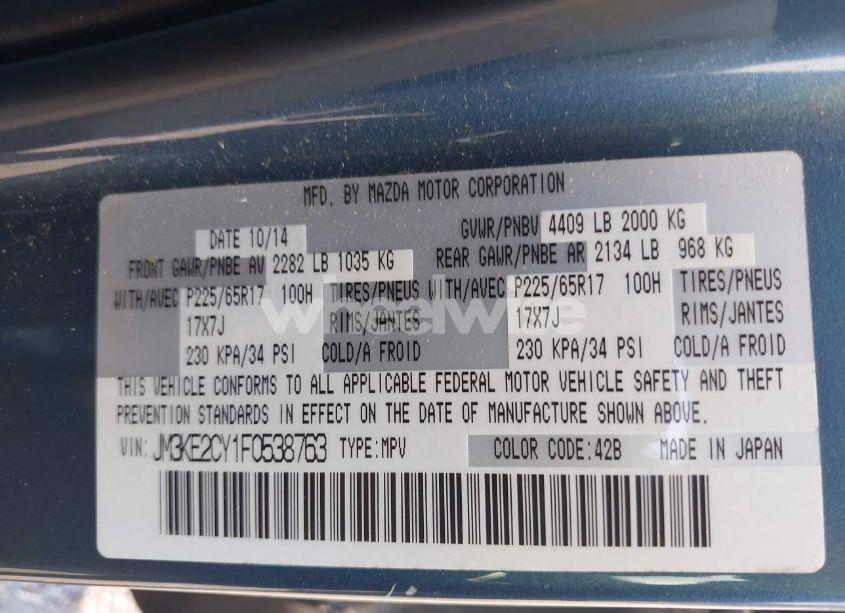 MFD. BY MAZDA MOTOR CORPORATION
DATE 10/14 GVWR/PNBV 4409 LB 2000 KG
FRONT GAWR/PNBE AV 2282 LB 1035 KG REAR GAWR/PNBE AR 2134 LB 968 KG
WITH/AVEC P225/65R17 100H TIRES/PNEUS WITH/AVEC P225/65R17 100H TIRES/PNEUS
17X7J RIMS/JANTES 17X7J RIMS/JANTES
230 KPA/34 PSI COLD/A FROID 230 KPA/34 PSI COLD/A FROID
THIS VEHICLE CONFORMS TO ALL APPLICABLE FEDERAL MOTOR VEHICLE SAFETY AND THEFT
PREVENTION STANDARDS IN EFFECT ON THE DATE OF MANUFACTURE SHOWN ABOVE.
VIN: JM3KE2CY1F0538763 TYPE:MPV COLOR CODE:42B MADE IN JAPAN
wheelwire